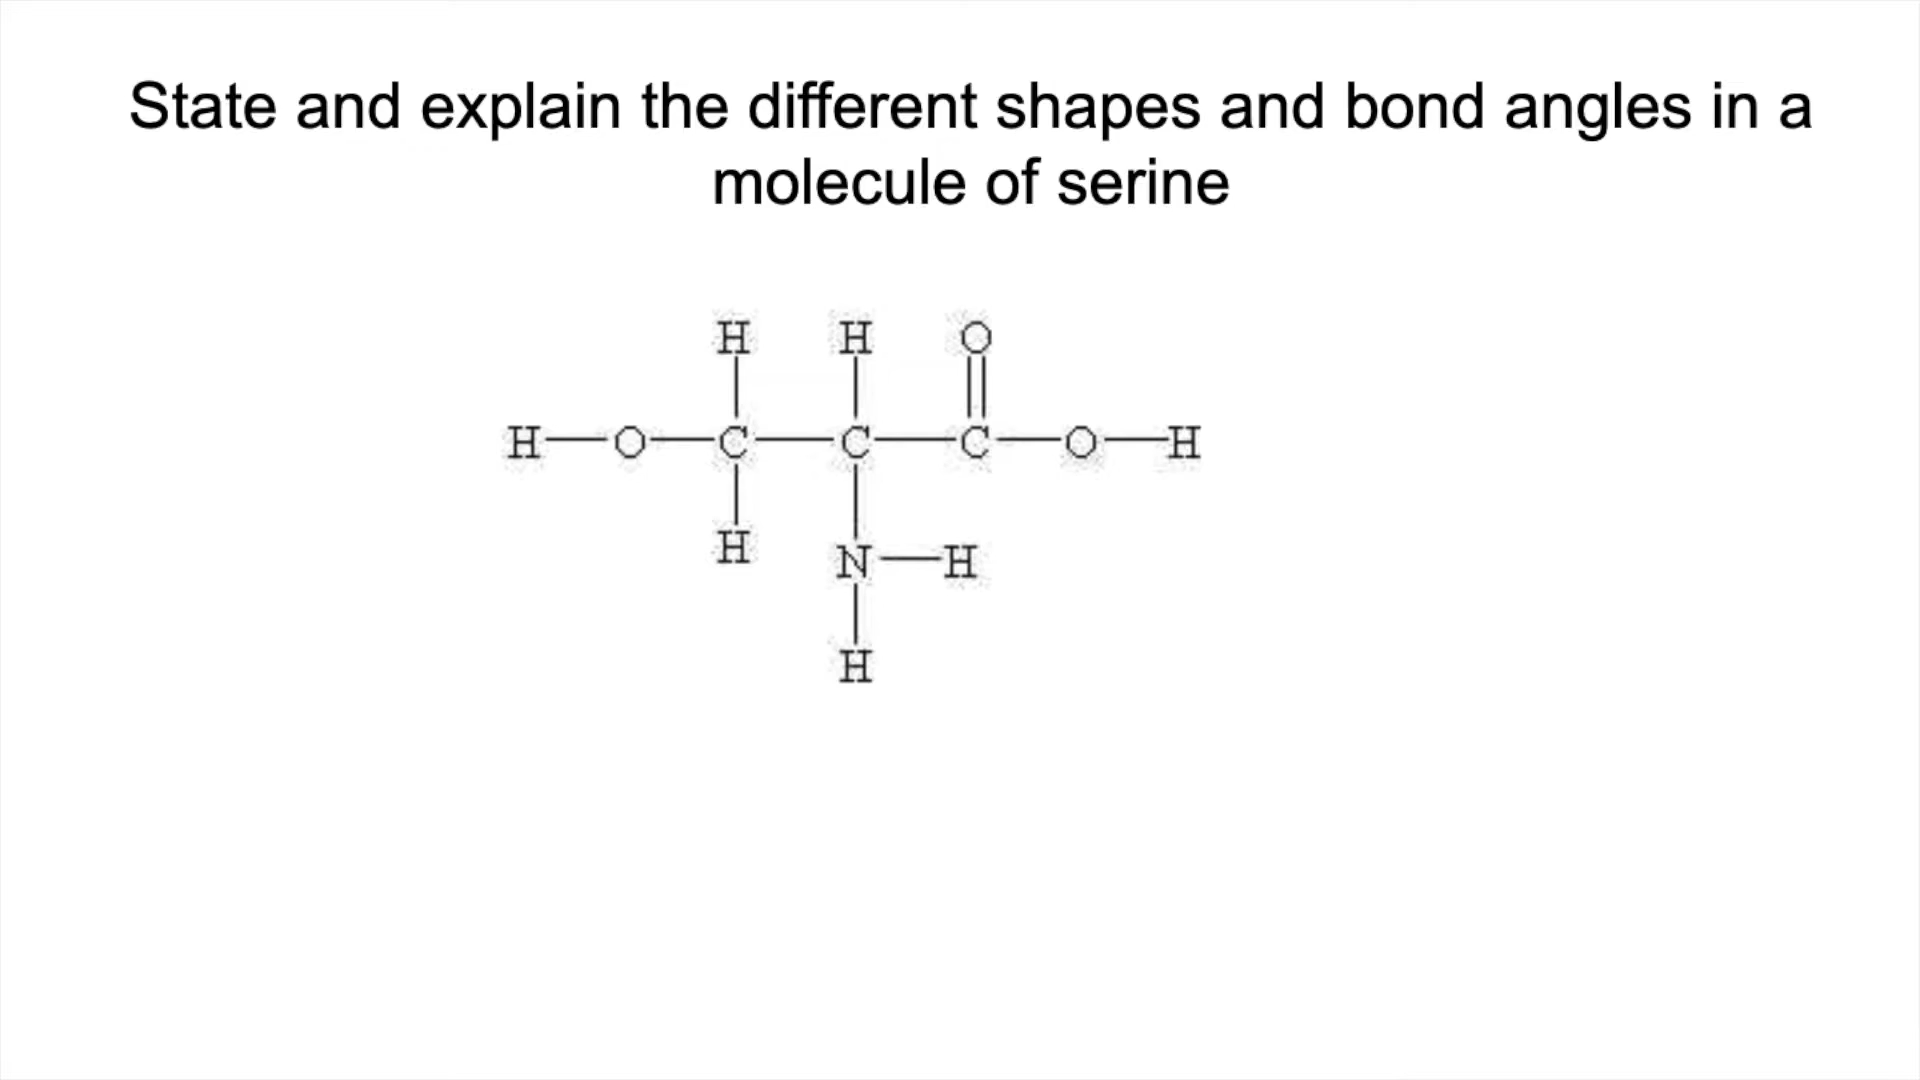 State and explain the different shapes and bond angles in a
molecule of serine
H H O
H O C C C O H
H N H
H